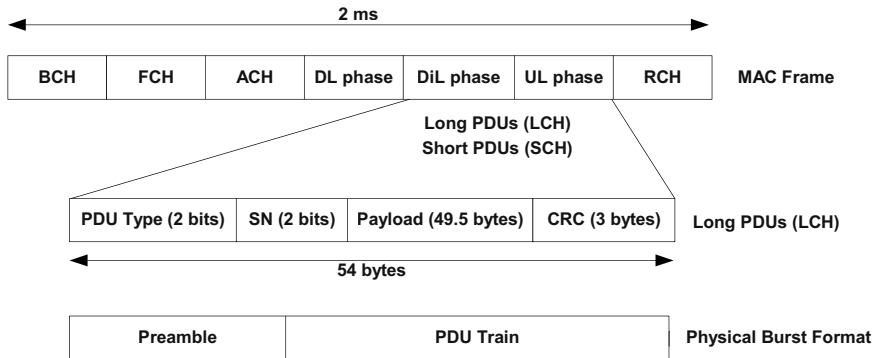 2 ms
BCH FCH ACH DL phase DiL phase UL phase RCH MAC Frame
Long PDUs (LCH)
Short PDUs (SCH)
PDU Type (2 bits) SN (2 bits) Payload (49.5 bytes) CRC (3 bytes) Long PDUs (LCH)
54 bytes
Preamble PDU Train Physical Burst Format